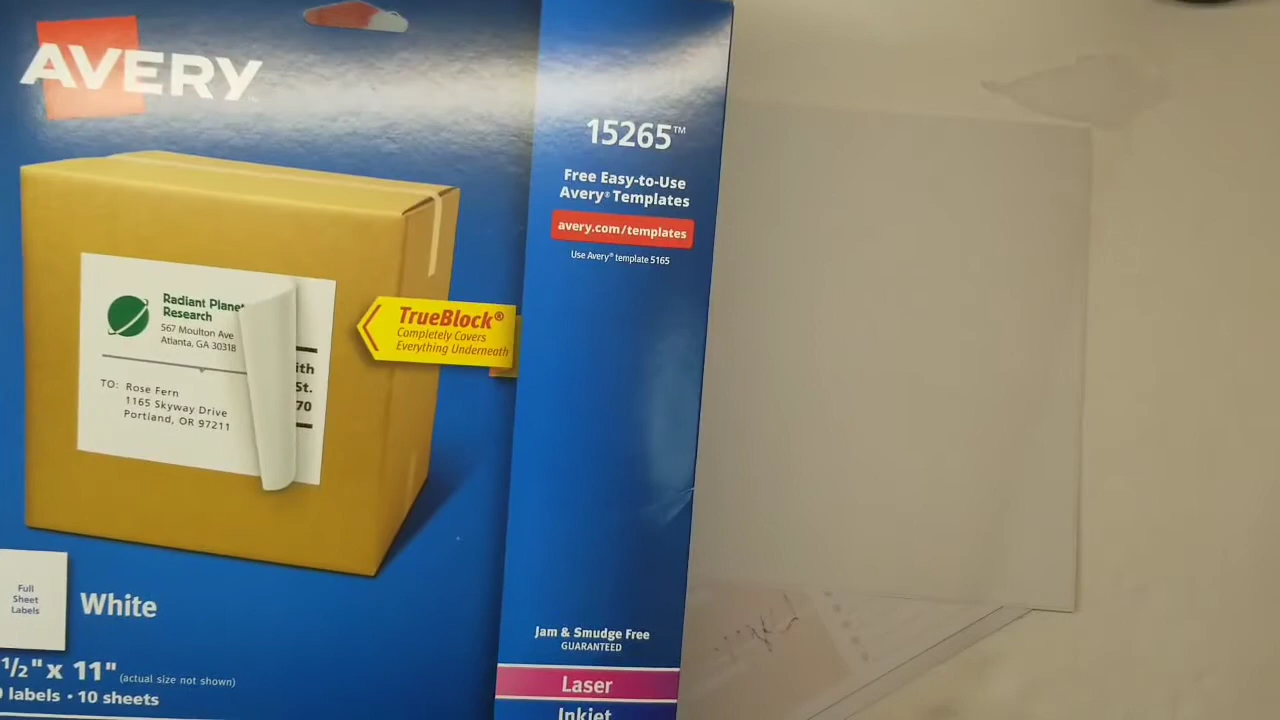 AVERY
15265™
Free Easy-to-Use
Avery® Templates
avery.com/templates
Use Avery® template 5165
Radiant Planet
Research
567 Moulton Ave
Atlanta, GA 30318
TO: Rose Fern
1165 Skyway Drive
Portland, OR 97211
ith
St.
70
TrueBlock®
Completely Covers
Everything Underneath
Full
Sheet
Labels
White
1/2" x 11" (actual size not shown)
labels • 10 sheets
Jam & Smudge Free
GUARANTEED
Laser
Inkjet